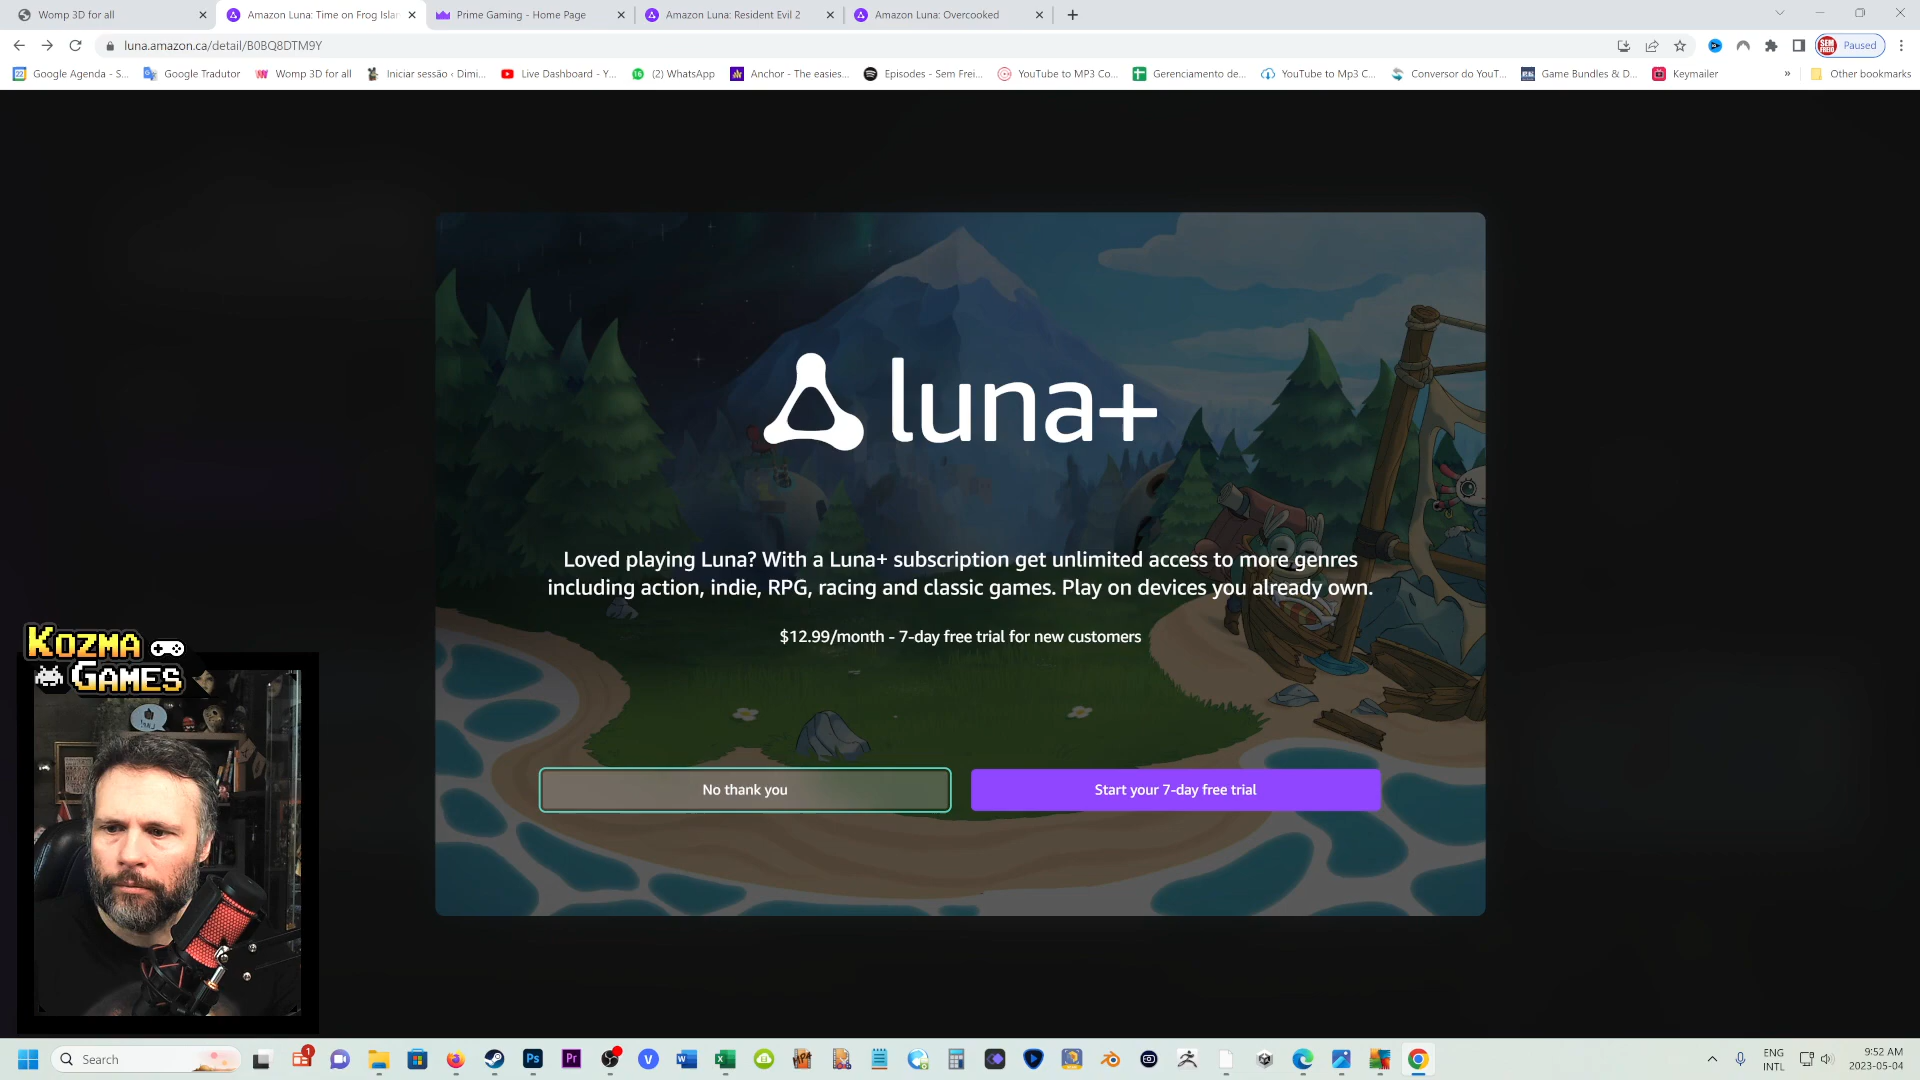 Womp 3D for all
Amazon Luna: Time on Frog Islan
Prime Gaming - Home Page
Amazon Luna: Resident Evil 2
Amazon Luna: Overcooked
luna.amazon.ca/detail/B0BQ8DTM9Y
Paused
Google Agenda - S...
Google Tradutor
Womp 3D for all
Iniciar sessão ‹ Dimi...
Live Dashboard - Y...
(2) WhatsApp
Anchor - The easies...
Episodes - Sem Frei...
YouTube to MP3 Co...
Gerenciamento de...
YouTube to Mp3 C...
Conversor do YouT...
Game Bundles & D...
Keymailer
»
Other bookmarks
luna+
Loved playing Luna? With a Luna+ subscription get unlimited access to more genres
including action, indie, RPG, racing and classic games. Play on devices you already own.
$12.99/month - 7-day free trial for new customers
No thank you
Start your 7-day free trial
KOZMA
GAMES
Search
1
Ps
Pr
ENG
INTL
9:52 AM
2023-05-04